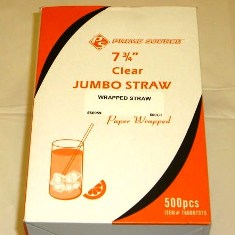 PRIME SOURCE
7 ¾"
Clear
JUMBO STRAW
WRAPPED STRAW
Paper Wrapped
500pcs